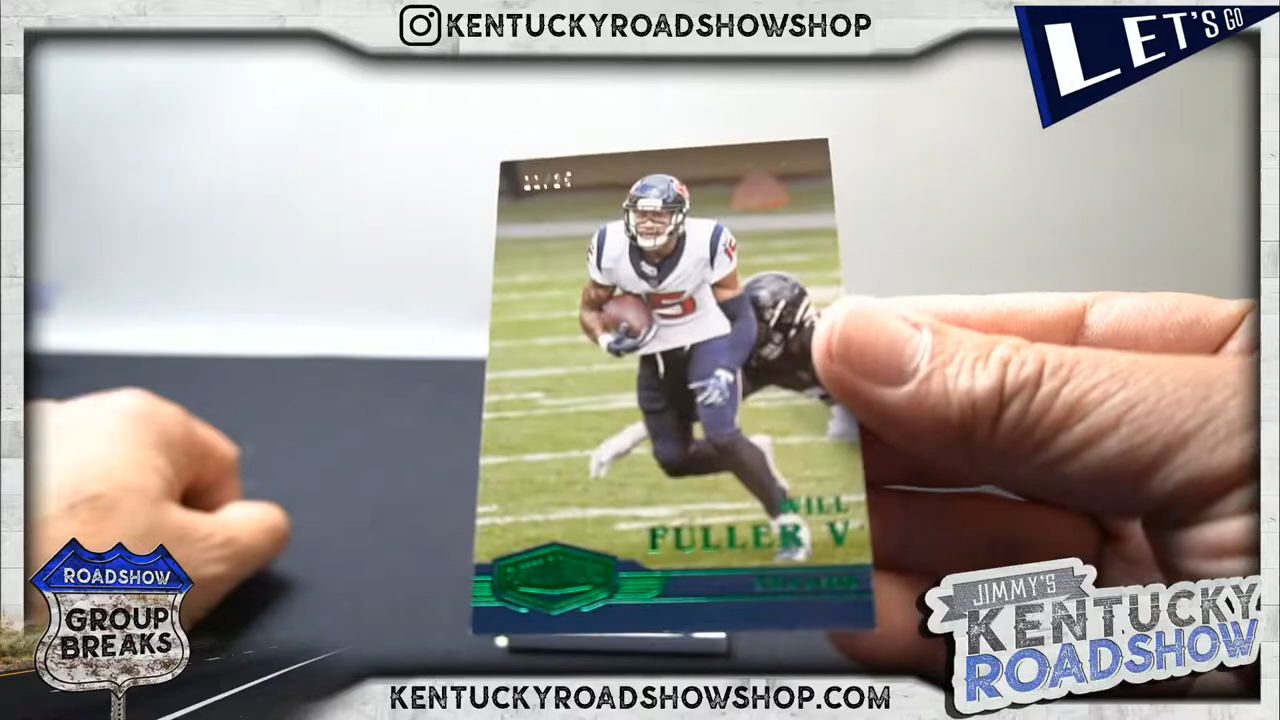 KENTUCKYROADSHOWSHOP
LET'S GO
WILL
FULLER V
ROADSHOW
GROUP
BREAKS
JIMMY'S
KENTUCKY
ROADSHOW
KENTUCKYROADSHOWSHOP.COM